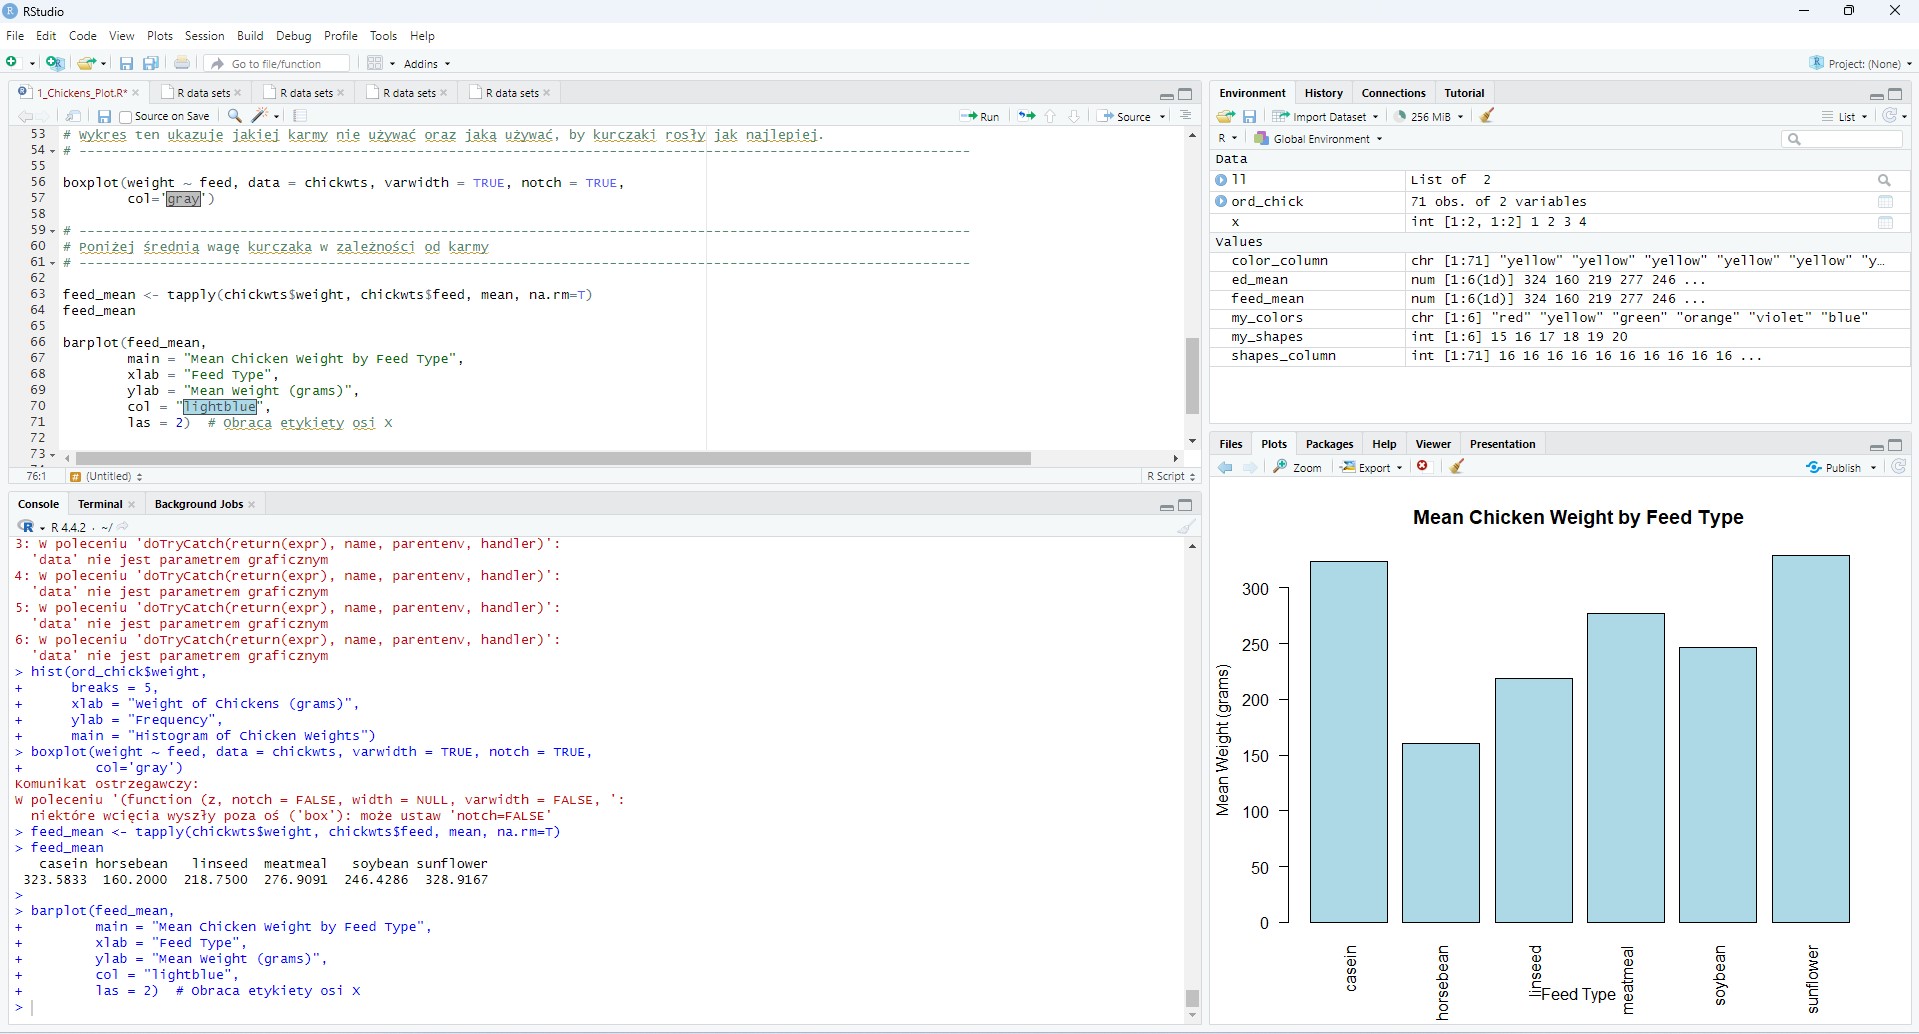 RStudio
File Edit Code View Plots Session Build Debug Profile Tools Help
Go to file/function Addins Project: (None)
1_Chickens_Plot.R* R data sets R data sets R data sets R data sets
Source on Save Run Source
53 # Wykres ten ukazuje jakiej karmy nie używać oraz jaką używać, by kurczaki rosły jak najlepiej.
54 # ----------------------------------------------------------------------------------------------------------------
55
56 boxplot(weight ~ feed, data = chickwts, varwidth = TRUE, notch = TRUE,
57 col='gray')
58
59 # ----------------------------------------------------------------------------------------------------------------
60 # Poniżej średnią wagę kurczaka w zależności od karmy
61 # ----------------------------------------------------------------------------------------------------------------
62
63 feed_mean <- tapply(chickwts$weight, chickwts$feed, mean, na.rm=T)
64 feed_mean
65
66 barplot(feed_mean,
67 main = "Mean Chicken Weight by Feed Type",
68 xlab = "Feed Type",
69 ylab = "Mean Weight (grams)",
70 col = "lightblue",
71 las = 2) # Obraca etykiety osi X
72
73
76:1 (Untitled) R Script
Console Terminal Background Jobs
R 4.4.2 · ~/
3: W poleceniu 'doTryCatch(return(expr), name, parentenv, handler)':
'data' nie jest parametrem graficznym
4: W poleceniu 'doTryCatch(return(expr), name, parentenv, handler)':
'data' nie jest parametrem graficznym
5: W poleceniu 'doTryCatch(return(expr), name, parentenv, handler)':
'data' nie jest parametrem graficznym
6: W poleceniu 'doTryCatch(return(expr), name, parentenv, handler)':
'data' nie jest parametrem graficznym
> hist(ord_chick$weight,
+ breaks = 5,
+ xlab = "Weight of Chickens (grams)",
+ ylab = "Frequency",
+ main = "Histogram of Chicken Weights")
> boxplot(weight ~ feed, data = chickwts, varwidth = TRUE, notch = TRUE,
+ col='gray')
Komunikat ostrzegawczy:
W poleceniu '(function (z, notch = FALSE, width = NULL, varwidth = FALSE, ':
niektóre wcięcia wyszły poza oś ('box'): może ustaw 'notch=FALSE'
> feed_mean <- tapply(chickwts$weight, chickwts$feed, mean, na.rm=T)
> feed_mean
casein horsebean linseed meatmeal soybean sunflower
323.5833 160.2000 218.7500 276.9091 246.4286 328.9167
>
> barplot(feed_mean,
+ main = "Mean Chicken Weight by Feed Type",
+ xlab = "Feed Type",
+ ylab = "Mean Weight (grams)",
+ col = "lightblue",
+ las = 2) # Obraca etykiety osi X
>
Environment History Connections Tutorial
Import Dataset 256 MiB List
R Global Environment
Data
ll List of 2
ord_chick 71 obs. of 2 variables
x int [1:2, 1:2] 1 2 3 4
Values
color_column chr [1:71] "yellow" "yellow" "yellow" "yellow" "yellow" "y…
ed_mean num [1:6(1d)] 324 160 219 277 246 ...
feed_mean num [1:6(1d)] 324 160 219 277 246 ...
my_colors chr [1:6] "red" "yellow" "green" "orange" "violet" "blue"
my_shapes int [1:6] 15 16 17 18 19 20
shapes_column int [1:71] 16 16 16 16 16 16 16 16 16 16 ...
Files Plots Packages Help Viewer Presentation
Zoom Export Publish
Mean Chicken Weight by Feed Type
Mean Weight (grams)
300
250
200
150
100
50
0
casein horsebean linseed meatmeal soybean sunflower
Feed Type